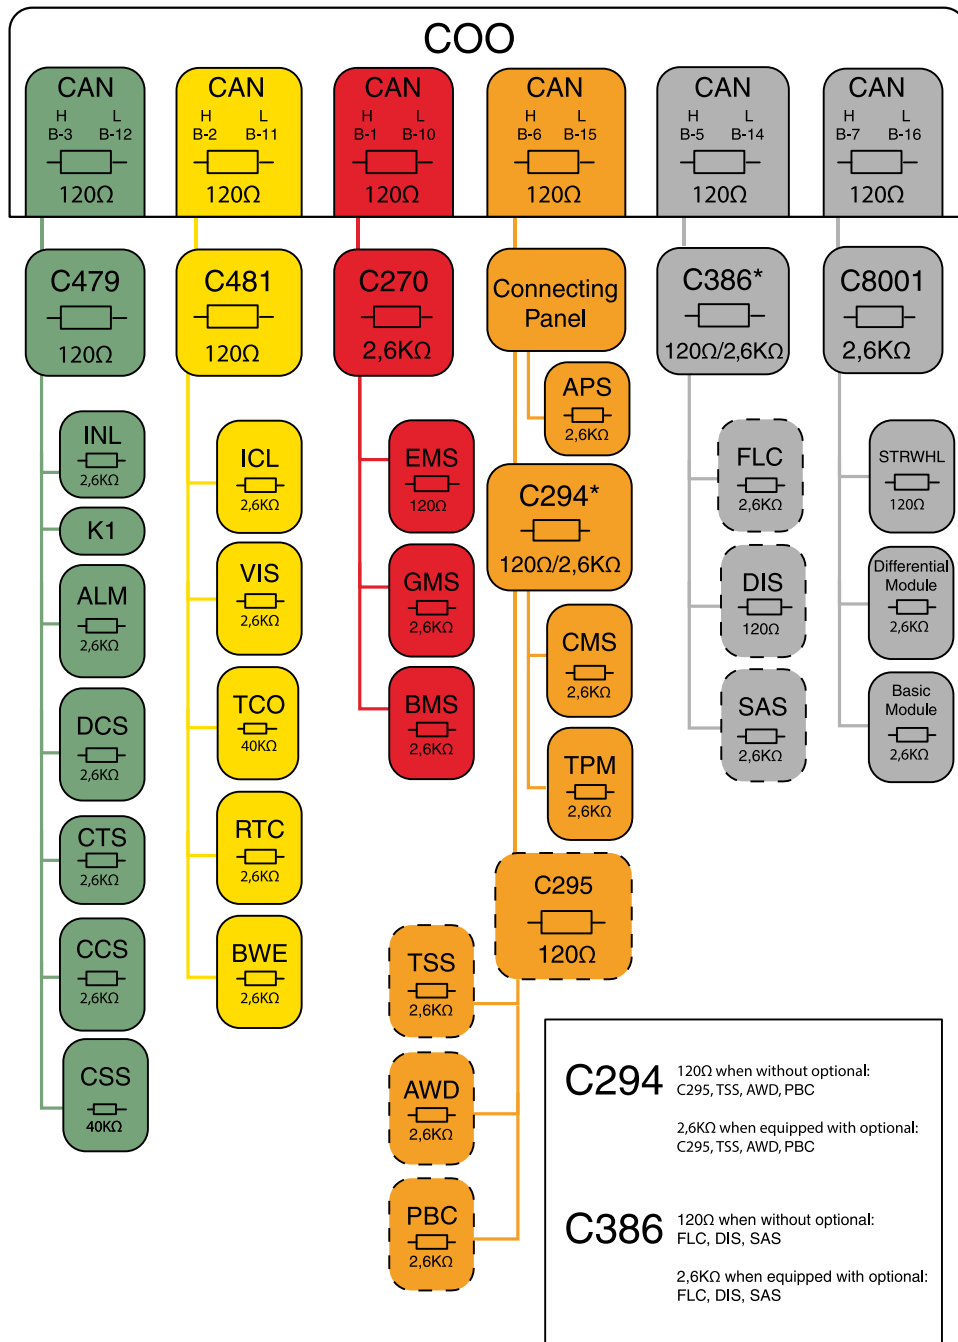 COO
CAN
H L
B-3 B-12
120Ω
CAN
H L
B-2 B-11
120Ω
CAN
H L
B-1 B-10
120Ω
CAN
H L
B-6 B-15
120Ω
CAN
H L
B-5 B-14
120Ω
CAN
H L
B-7 B-16
120Ω
C479
120Ω
INL
2,6KΩ
K1
ALM
2,6KΩ
DCS
2,6KΩ
CTS
2,6KΩ
CCS
2,6KΩ
CSS
40KΩ
C481
120Ω
ICL
2,6KΩ
VIS
2,6KΩ
TCO
40KΩ
RTC
2,6KΩ
BWE
2,6KΩ
C270
2,6KΩ
EMS
120Ω
GMS
2,6KΩ
BMS
2,6KΩ
Connecting
Panel
APS
2,6KΩ
C294*
120Ω/2,6KΩ
CMS
2,6KΩ
TPM
2,6KΩ
C295
120Ω
TSS
2,6KΩ
AWD
2,6KΩ
PBC
2,6KΩ
C386*
120Ω/2,6KΩ
FLC
2,6KΩ
DIS
120Ω
SAS
2,6KΩ
C8001
2,6KΩ
STRWHL
120Ω
Differential
Module
2,6KΩ
Basic
Module
2,6KΩ
C294
120Ω when without optional:
C295, TSS, AWD, PBC
2,6KΩ when equipped with optional:
C295, TSS, AWD, PBC
C386
120Ω when without optional:
FLC, DIS, SAS
2,6KΩ when equipped with optional:
FLC, DIS, SAS